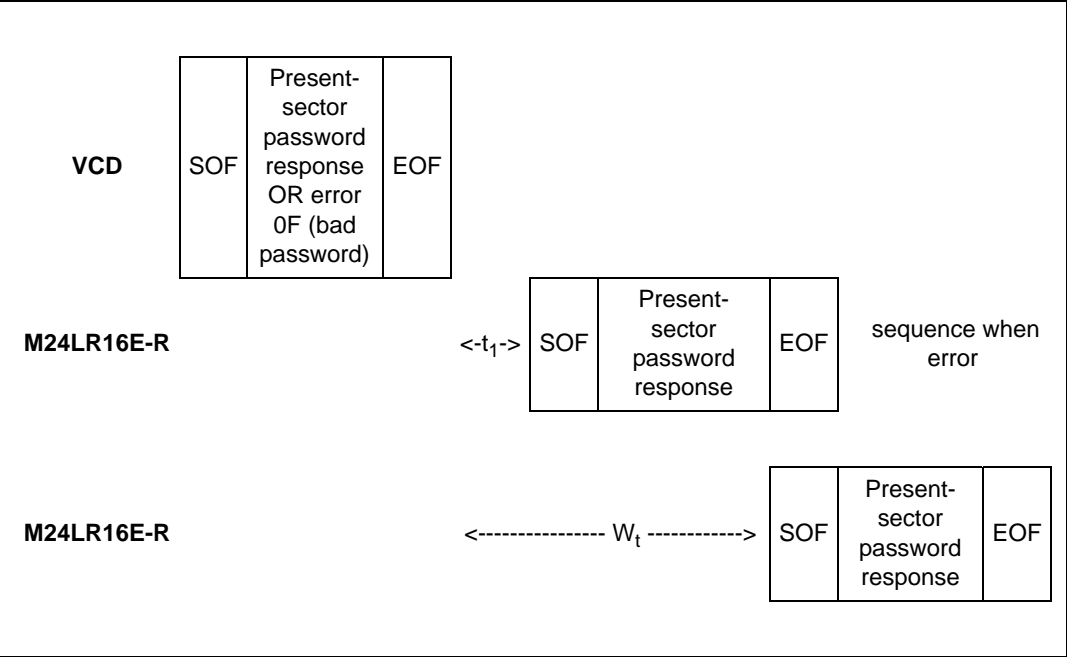 VCD
SOF
Present-
sector
password
response
OR error
0F (bad
password)
EOF
M24LR16E-R
<-t1->
SOF
Present-
sector
password
response
EOF
sequence when
error
M24LR16E-R
<---------------- Wt ------------>
SOF
Present-
sector
password
response
EOF